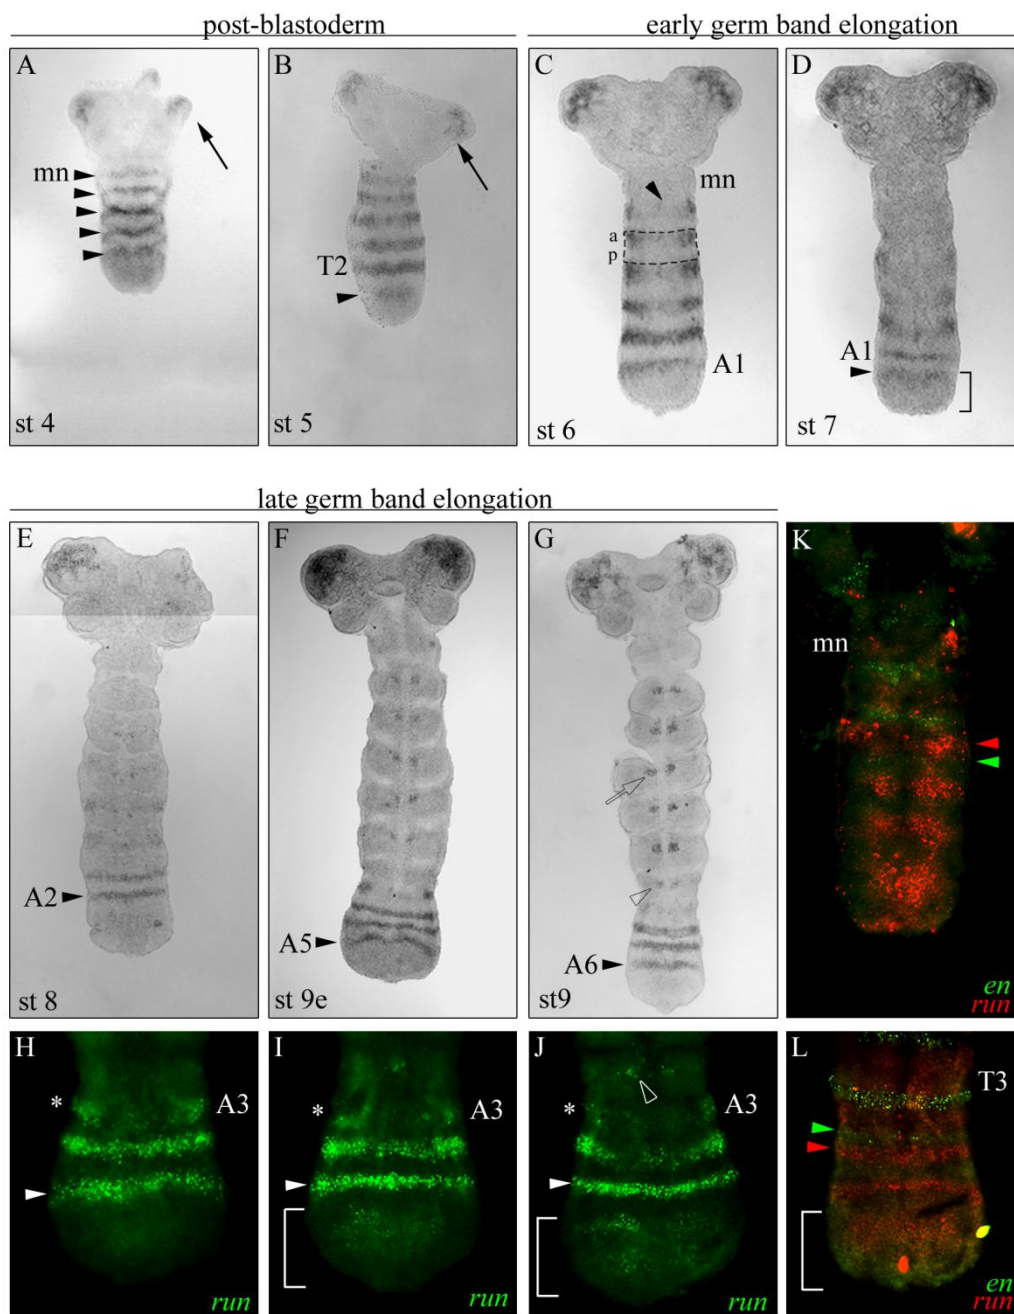 post-blastoderm early germ band elongation
A B C D
mn
mn
a
p
T2
A1
A1
st 4 st 5 st 6 st 7
late germ band elongation
E F G K
mn
A2
A5
A6
st 8 st 9e st9 en
run
H I J L
* A3 * * A3 T3
run run run en
run